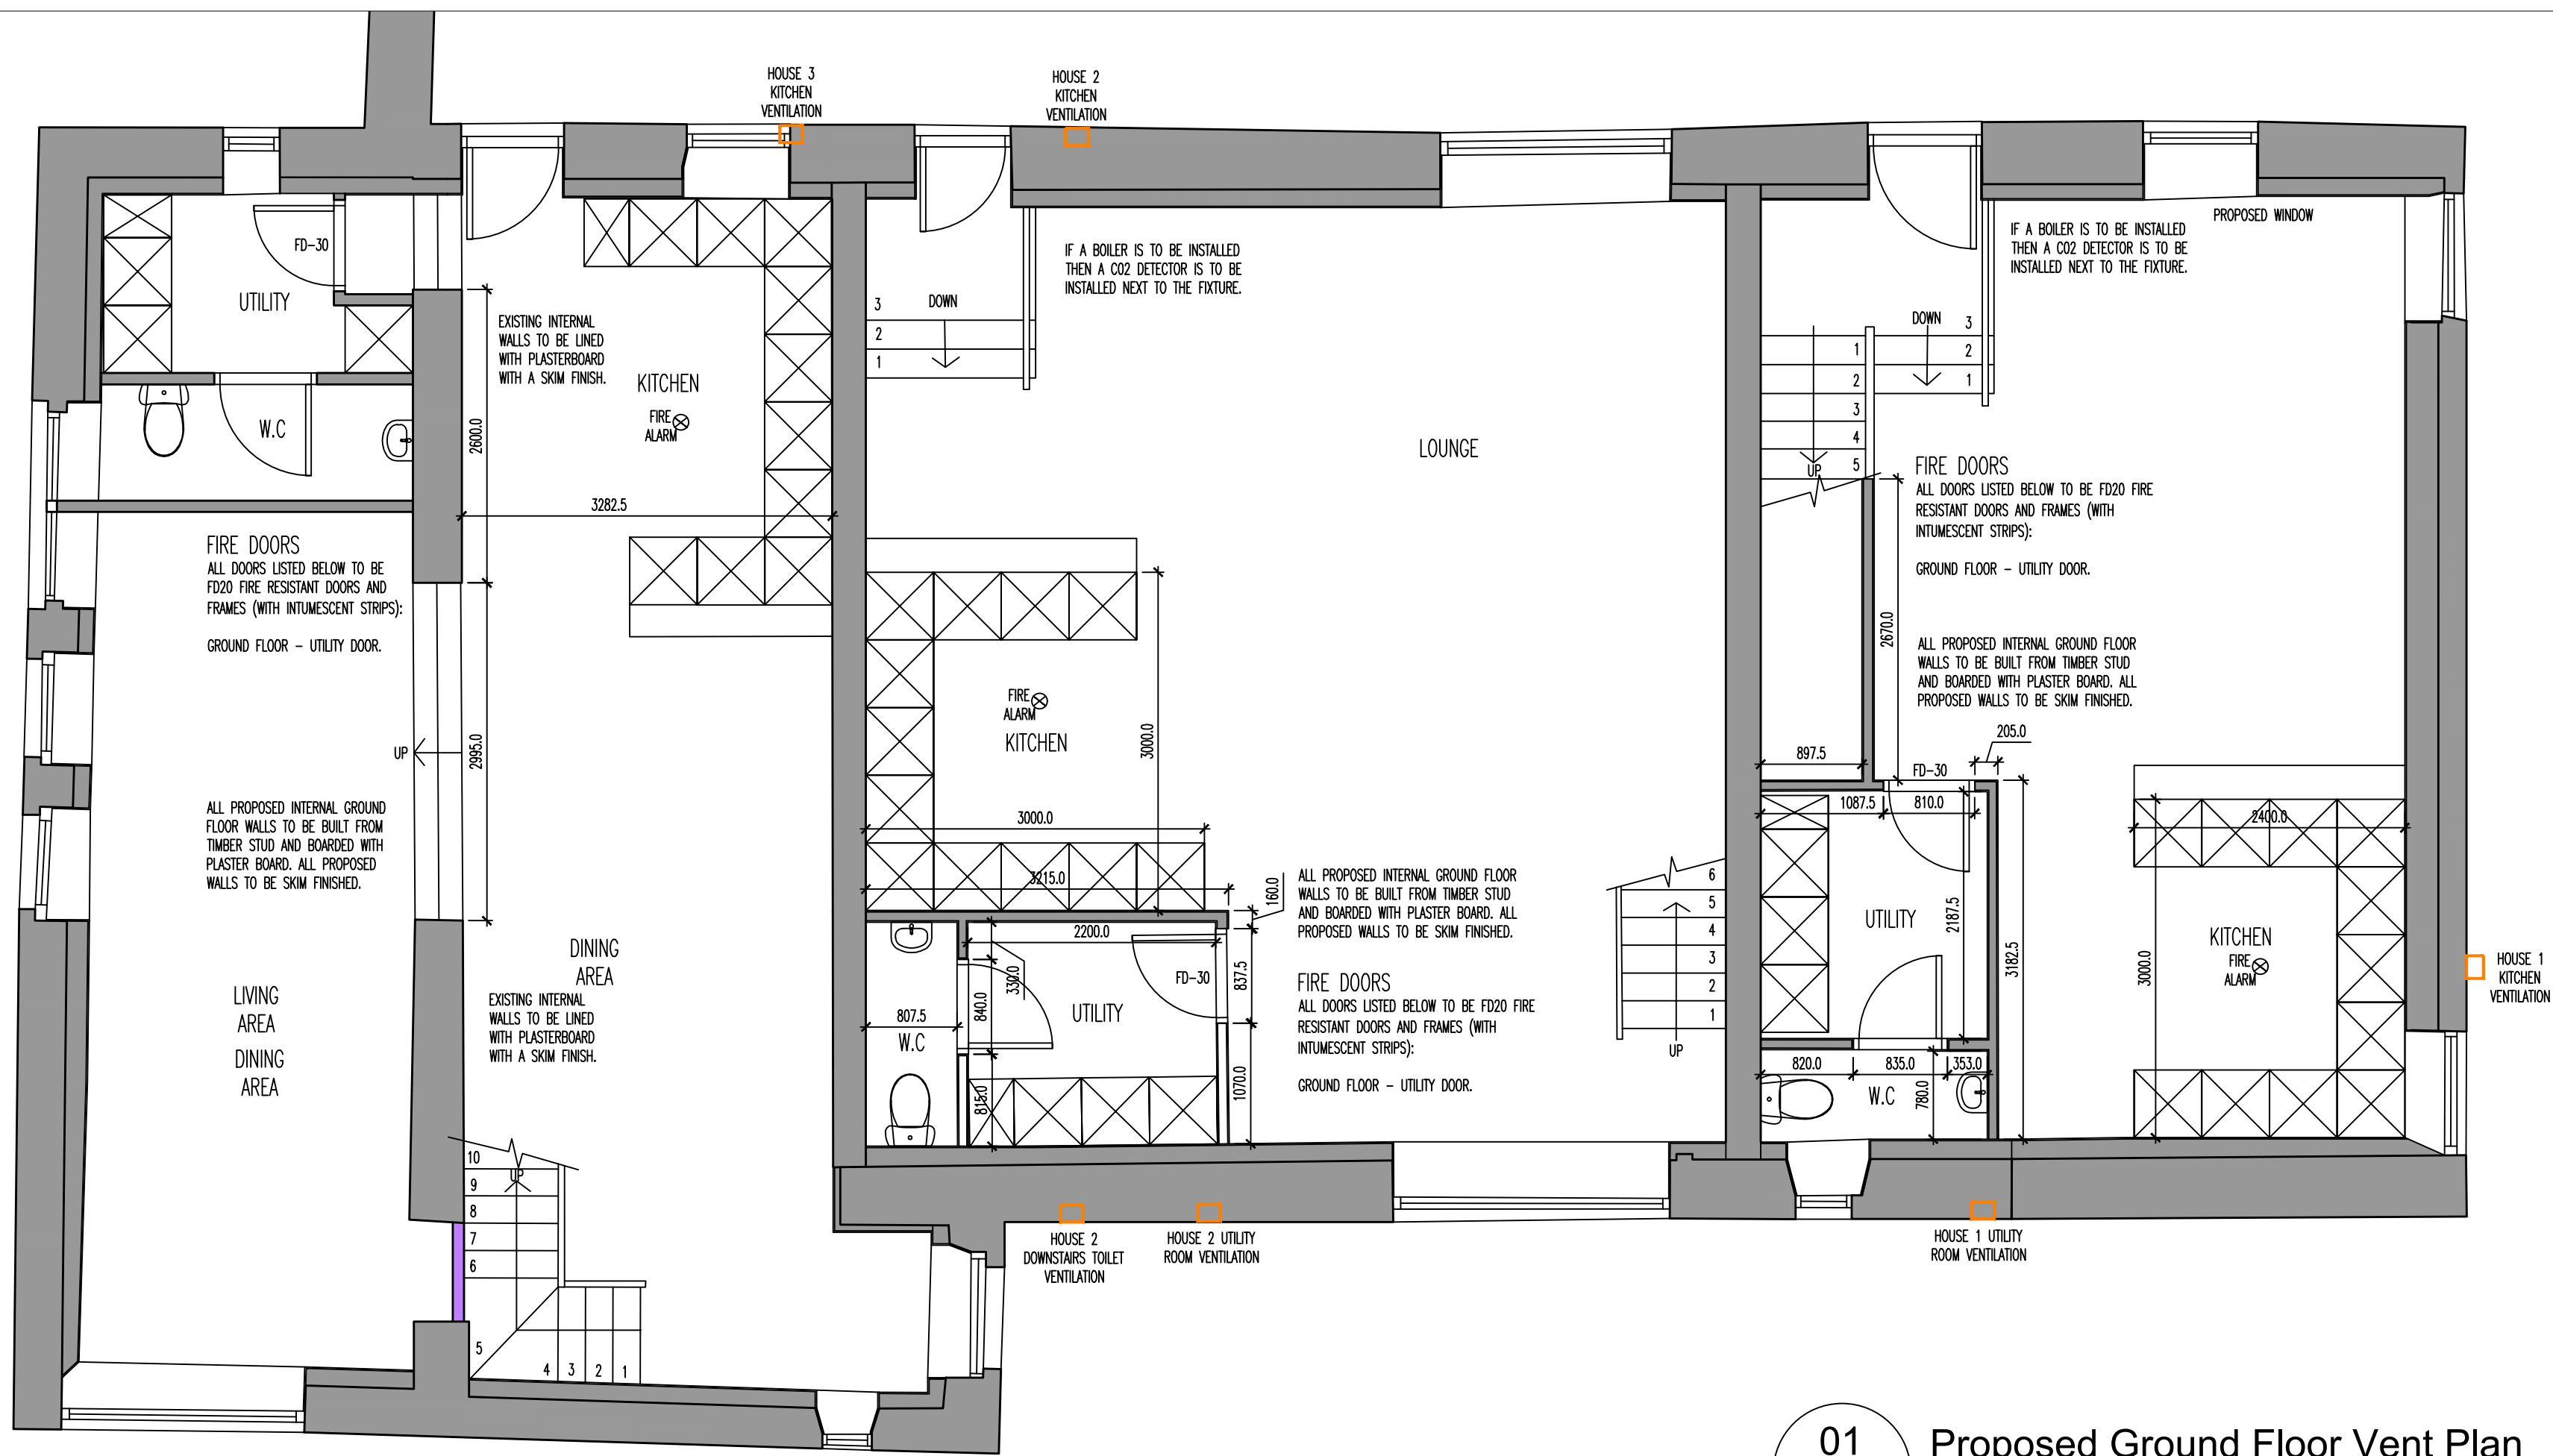 HOUSE 3
KITCHEN
VENTILATION
HOUSE 2
KITCHEN
VENTILATION
FD-30
UTILITY
W.C
EXISTING INTERNAL
WALLS TO BE LINED
WITH PLASTERBOARD
WITH A SKIM FINISH.
KITCHEN
FIRE
ALARM
2600.0
3282.5
FIRE DOORS
ALL DOORS LISTED BELOW TO BE
FD20 FIRE RESISTANT DOORS AND
FRAMES (WITH INTUMESCENT STRIPS):
GROUND FLOOR - UTILITY DOOR.
UP
2995.0
ALL PROPOSED INTERNAL GROUND
FLOOR WALLS TO BE BUILT FROM
TIMBER STUD AND BOARDED WITH
PLASTER BOARD. ALL PROPOSED
WALLS TO BE SKIM FINISHED.
LIVING
AREA
DINING
AREA
DINING
AREA
EXISTING INTERNAL
WALLS TO BE LINED
WITH PLASTERBOARD
WITH A SKIM FINISH.
10
UP
9
8
7
6
5
4
3
2
1
IF A BOILER IS TO BE INSTALLED
THEN A CO2 DETECTOR IS TO BE
INSTALLED NEXT TO THE FIXTURE.
3
DOWN
2
1
LOUNGE
FIRE
ALARM
KITCHEN
3000.0
3000.0
3215.0
160.0
2200.0
330.0
840.0
837.5
FD-30
807.5
W.C
UTILITY
815.0
1070.0
ALL PROPOSED INTERNAL GROUND FLOOR
WALLS TO BE BUILT FROM TIMBER STUD
AND BOARDED WITH PLASTER BOARD. ALL
PROPOSED WALLS TO BE SKIM FINISHED.
FIRE DOORS
ALL DOORS LISTED BELOW TO BE FD20 FIRE
RESISTANT DOORS AND FRAMES (WITH
INTUMESCENT STRIPS):
GROUND FLOOR - UTILITY DOOR.
6
5
4
3
2
1
UP
HOUSE 2
DOWNSTAIRS TOILET
VENTILATION
HOUSE 2 UTILITY
ROOM VENTILATION
PROPOSED WINDOW
IF A BOILER IS TO BE INSTALLED
THEN A CO2 DETECTOR IS TO BE
INSTALLED NEXT TO THE FIXTURE.
DOWN
3
2
1
1
2
3
4
5
UP
FIRE DOORS
ALL DOORS LISTED BELOW TO BE FD20 FIRE
RESISTANT DOORS AND FRAMES (WITH
INTUMESCENT STRIPS):
GROUND FLOOR - UTILITY DOOR.
2670.0
ALL PROPOSED INTERNAL GROUND FLOOR
WALLS TO BE BUILT FROM TIMBER STUD
AND BOARDED WITH PLASTER BOARD. ALL
PROPOSED WALLS TO BE SKIM FINISHED.
205.0
897.5
FD-30
1087.5
810.0
2400.0
UTILITY
2187.5
3182.5
3000.0
KITCHEN
FIRE
ALARM
HOUSE 1
KITCHEN
VENTILATION
820.0
835.0
353.0
W.C
780.0
HOUSE 1 UTILITY
ROOM VENTILATION
01
Proposed Ground Floor Vent Plan